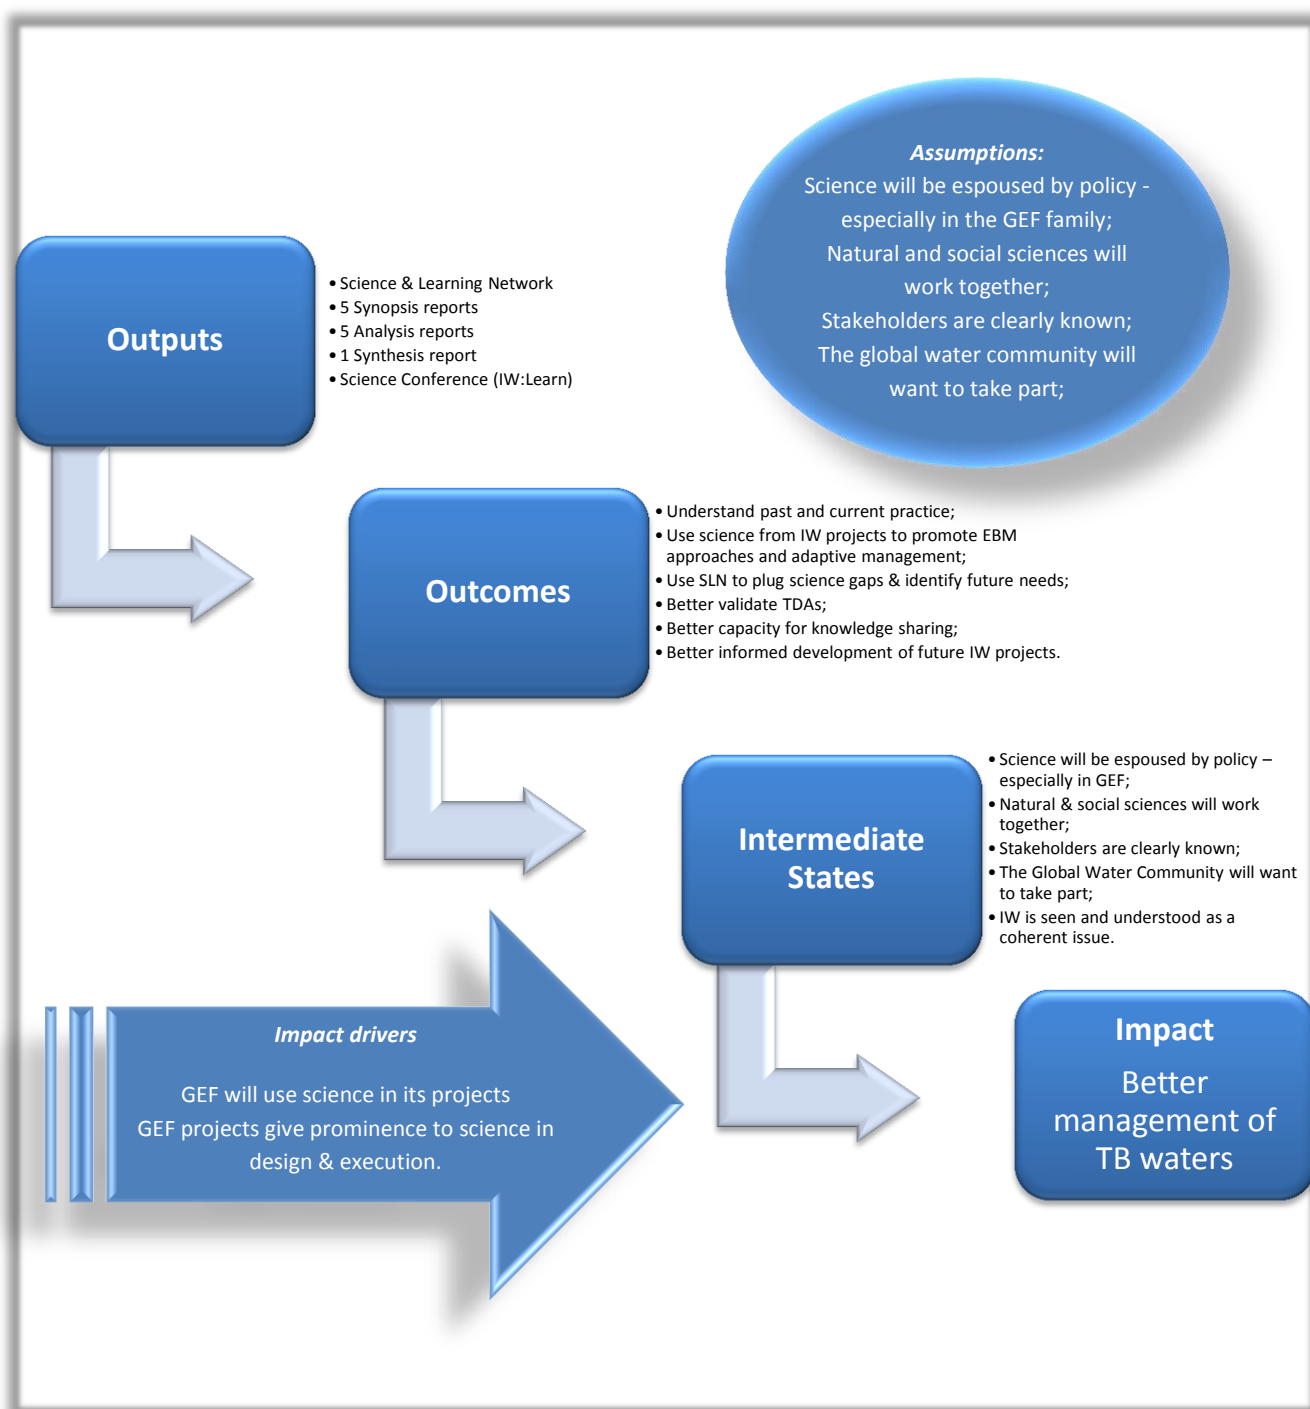 Assumptions:
Science will be espoused by policy -
especially in the GEF family;
Natural and social sciences will
work together;
Stakeholders are clearly known;
The global water community will
want to take part;
Outputs
• Science & Learning Network
• 5 Synopsis reports
• 5 Analysis reports
• 1 Synthesis report
• Science Conference (IW:Learn)
Outcomes
• Understand past and current practice;
• Use science from IW projects to promote EBM
approaches and adaptive management;
• Use SLN to plug science gaps & identify future needs;
• Better validate TDAs;
• Better capacity for knowledge sharing;
• Better informed development of future IW projects.
Intermediate
States
• Science will be espoused by policy –
especially in GEF;
• Natural & social sciences will work
together;
• Stakeholders are clearly known;
• The Global Water Community will want
to take part;
• IW is seen and understood as a
coherent issue.
Impact drivers
GEF will use science in its projects
GEF projects give prominence to science in
design & execution.
Impact
Better
management of
TB waters